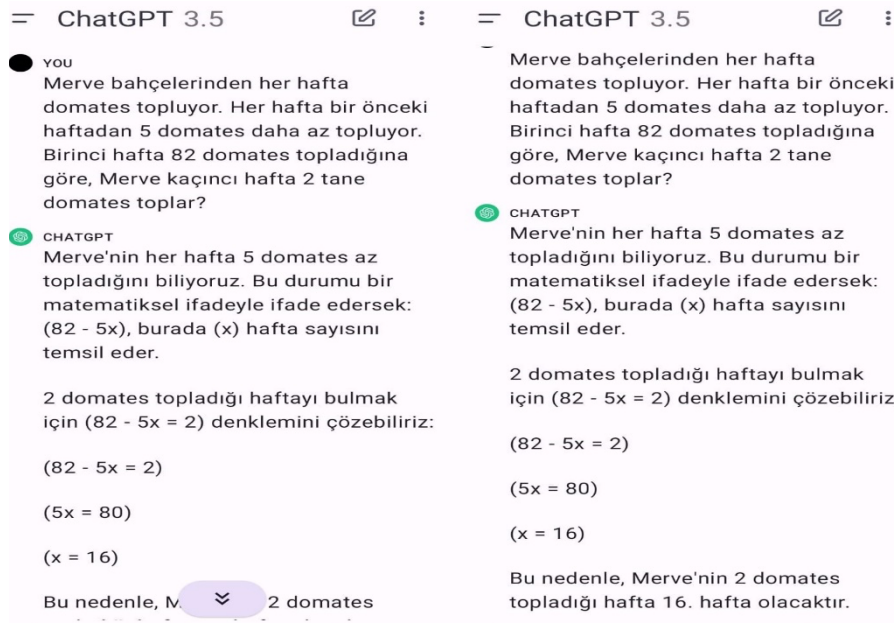 ChatGPT 3.5
YOU
Merve bahçelerinden her hafta
domates topluyor. Her hafta bir önceki
haftadan 5 domates daha az topluyor.
Birinci hafta 82 domates topladığına
göre, Merve kaçıncı hafta 2 tane
domates toplar?
CHATGPT
Merve'nin her hafta 5 domates az
topladığını biliyoruz. Bu durumu bir
matematiksel ifadeyle ifade edersek:
(82 - 5x), burada (x) hafta sayısını
temsil eder.
2 domates topladığı haftayı bulmak
için (82 - 5x = 2) denklemini çözebiliriz:
(82 - 5x = 2)
(5x = 80)
(x = 16)
Bu nedenle, M 2 domates
ChatGPT 3.5
Merve bahçelerinden her hafta
domates topluyor. Her hafta bir önceki
haftadan 5 domates daha az topluyor.
Birinci hafta 82 domates topladığına
göre, Merve kaçıncı hafta 2 tane
domates toplar?
CHATGPT
Merve'nin her hafta 5 domates az
topladığını biliyoruz. Bu durumu bir
matematiksel ifadeyle ifade edersek:
(82 - 5x), burada (x) hafta sayısını
temsil eder.
2 domates topladığı haftayı bulmak
için (82 - 5x = 2) denklemini çözebiliriz
(82 - 5x = 2)
(5x = 80)
(x = 16)
Bu nedenle, Merve'nin 2 domates
topladığı hafta 16. hafta olacaktır.